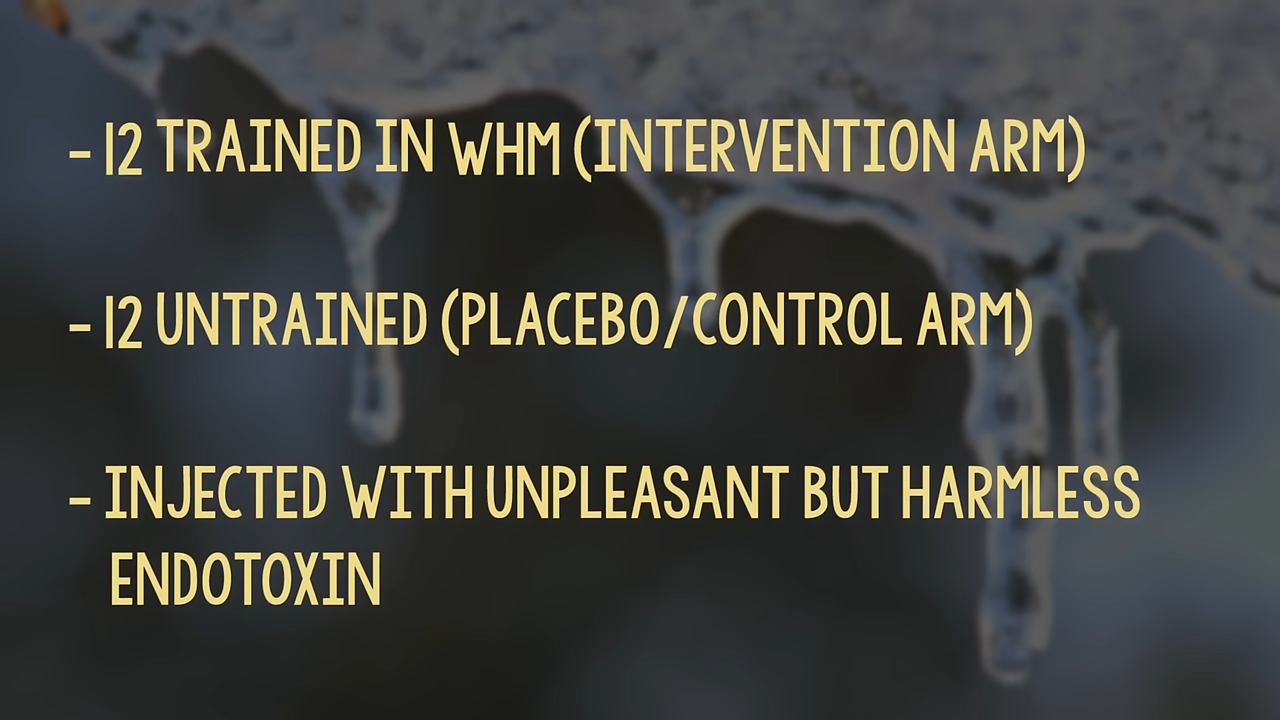 - 12 TRAINED IN WHM (INTERVENTION ARM)
- 12 UNTRAINED (PLACEBO/CONTROL ARM)
- INJECTED WITH UNPLEASANT BUT HARMLESS
ENDOTOXIN